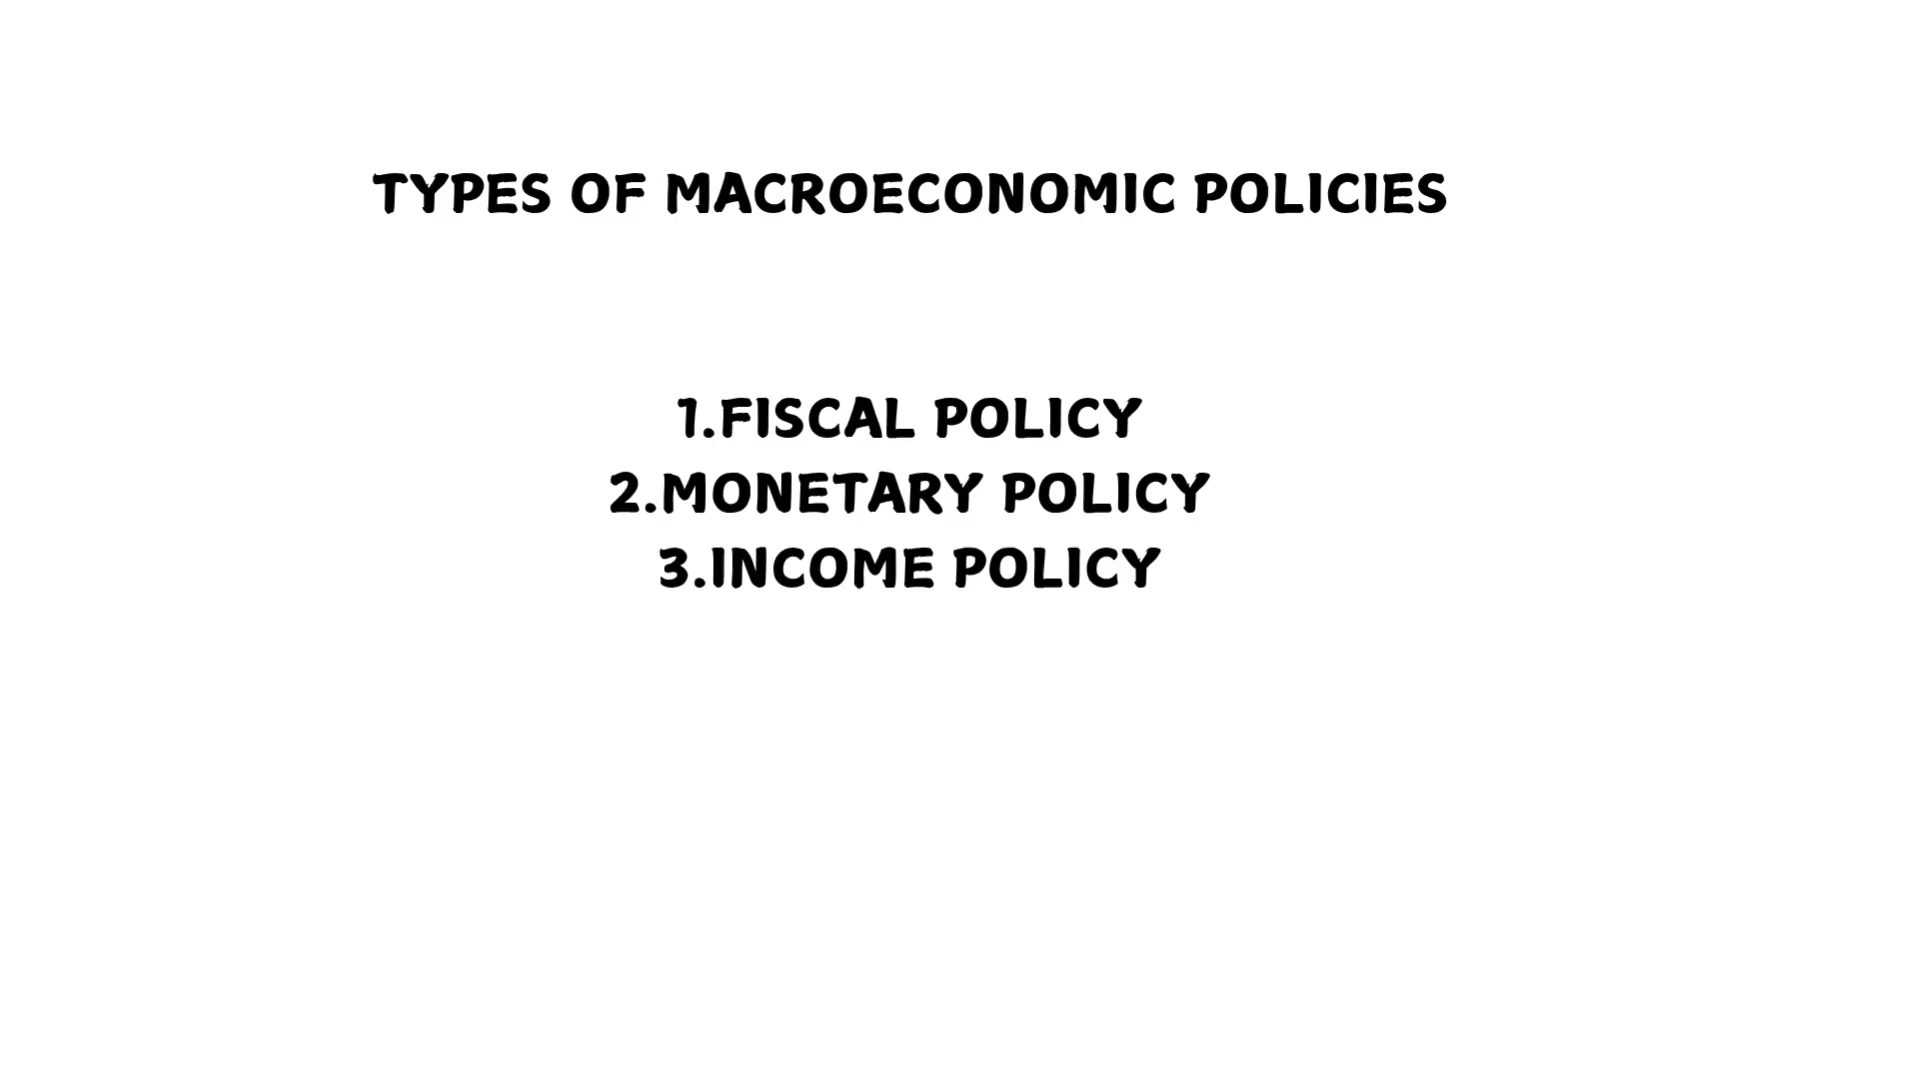 TYPES OF MACROECONOMIC POLICIES
1.FISCAL POLICY
2.MONETARY POLICY
3.INCOME POLICY